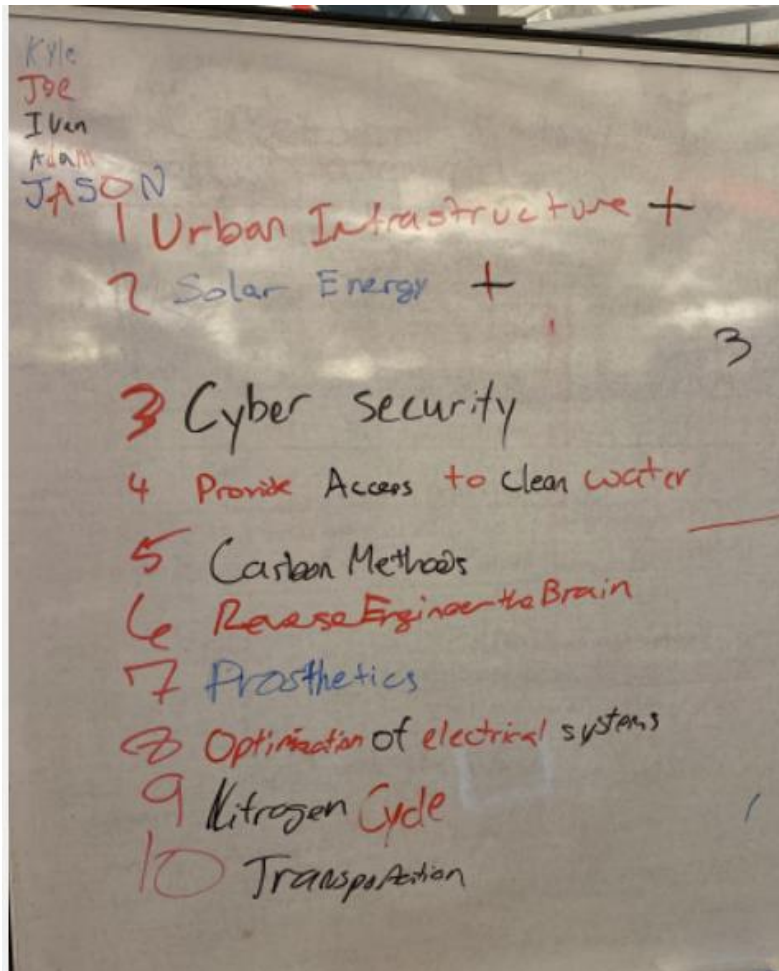 Kyle
Joe
Ivan
Adam
JASON
1 Urban Infrastructure +
2 Solar Energy +
3
3 Cyber security
4 Provide Access to clean water
5 Carbon Methods
6 Reverse Engineer the Brain
7 Prosthetics
8 Optimization of electrical systems
9 Nitrogen Cycle
10 Transportation